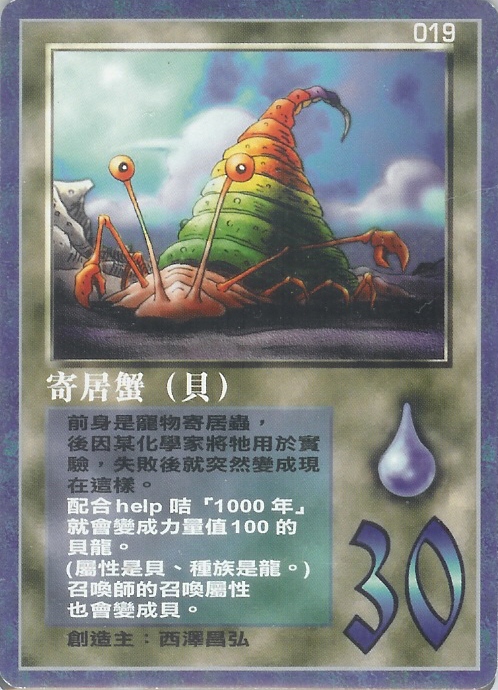 019
寄居蟹（貝）
前身是寵物寄居蟲，
後因某化學家將牠用於實
驗，失敗後就突然變成現
在這樣。
配合help 咭「1000 年」
就會變成力量值100 的
貝龍。
(屬性是貝、種族是龍。)
召喚師的召喚屬性
也會變成貝。
30
創造主：西澤昌弘